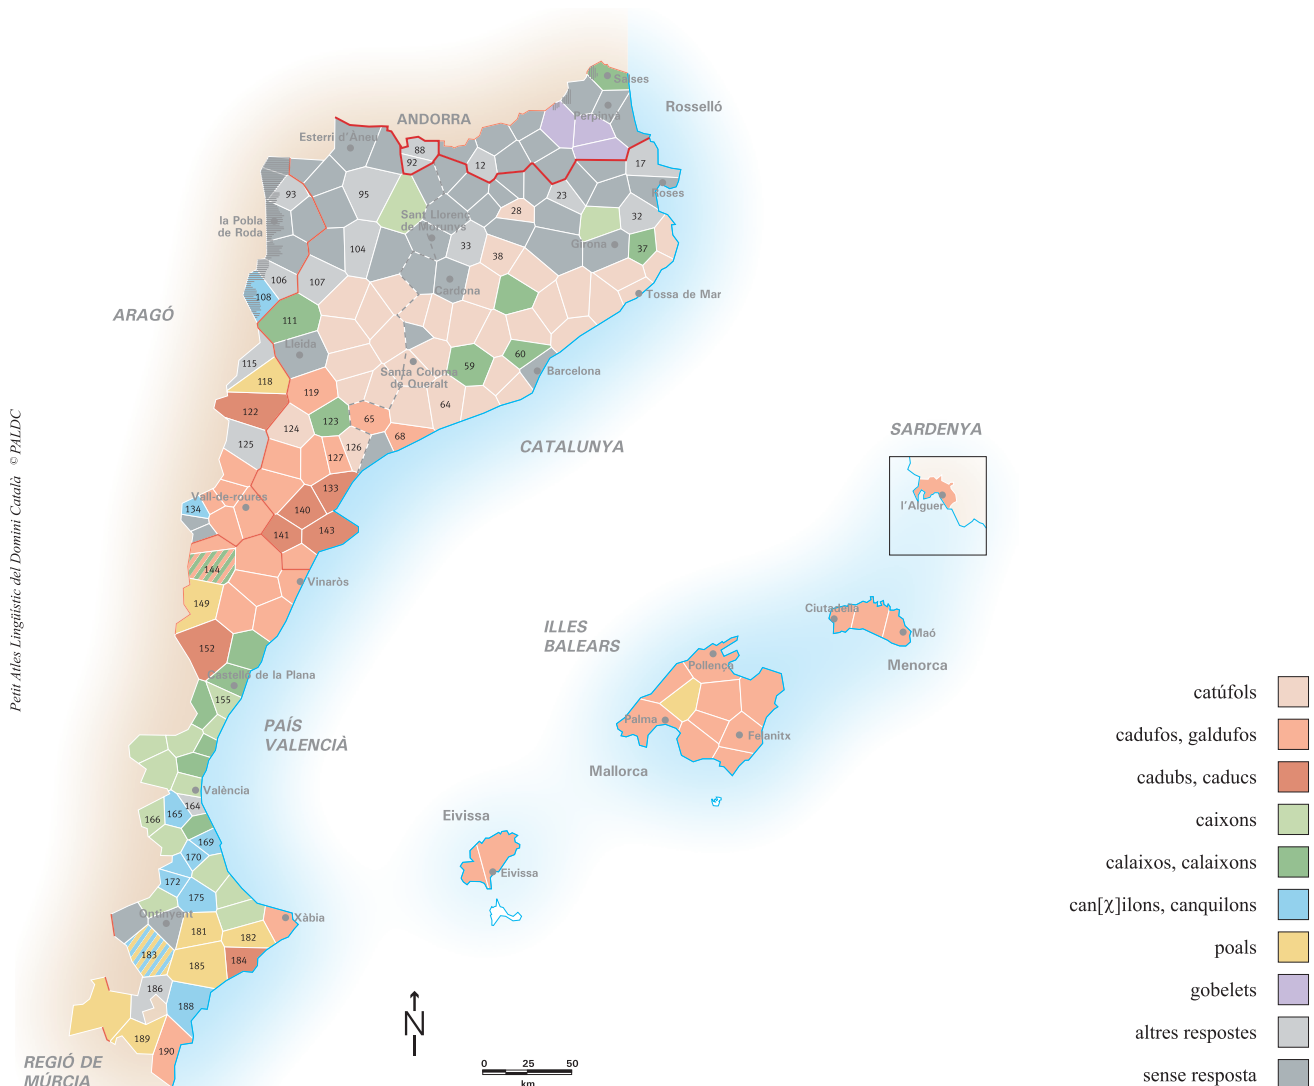 Salses
Rosselló
Perpinyà
ANDORRA
Esterri d'Àneu
88
92
12
17
Roses
93
95
23
28
32
la Pobla
de Roda
Sant Llorenç
de Morunys
104
33
38
Girona
37
106
107
Cardona
108
Tossa de Mar
ARAGÓ
111
Lleida
115
59
60
Santa Coloma
de Queralt
Barcelona
118
119
122
123
65
64
124
68
125
126
127
CATALUNYA
SARDENYA
133
Vall-de-roures
134
140
141
143
l'Alguer
144
Vinaròs
149
152
Castelló de la Plana
155
PAÍS
VALENCIÀ
ILLES
BALEARS
Ciutadella
Maó
Menorca
Pollença
Palma
Felanitx
Mallorca
València
164
165
166
169
170
172
175
Eivissa
Eivissa
Ontinyent
Xàbia
181
182
183
184
185
186
188
189
190
REGIÓ DE
MÚRCIA
N
0 25 50
km
catúfols
cadufos, galdufos
cadubs, caducs
caixons
calaixos, calaixons
can[χ]ilons, canquilons
poals
gobelets
altres respostes
sense resposta
Petit Atles Lingüístic del Domini Català © PALDC